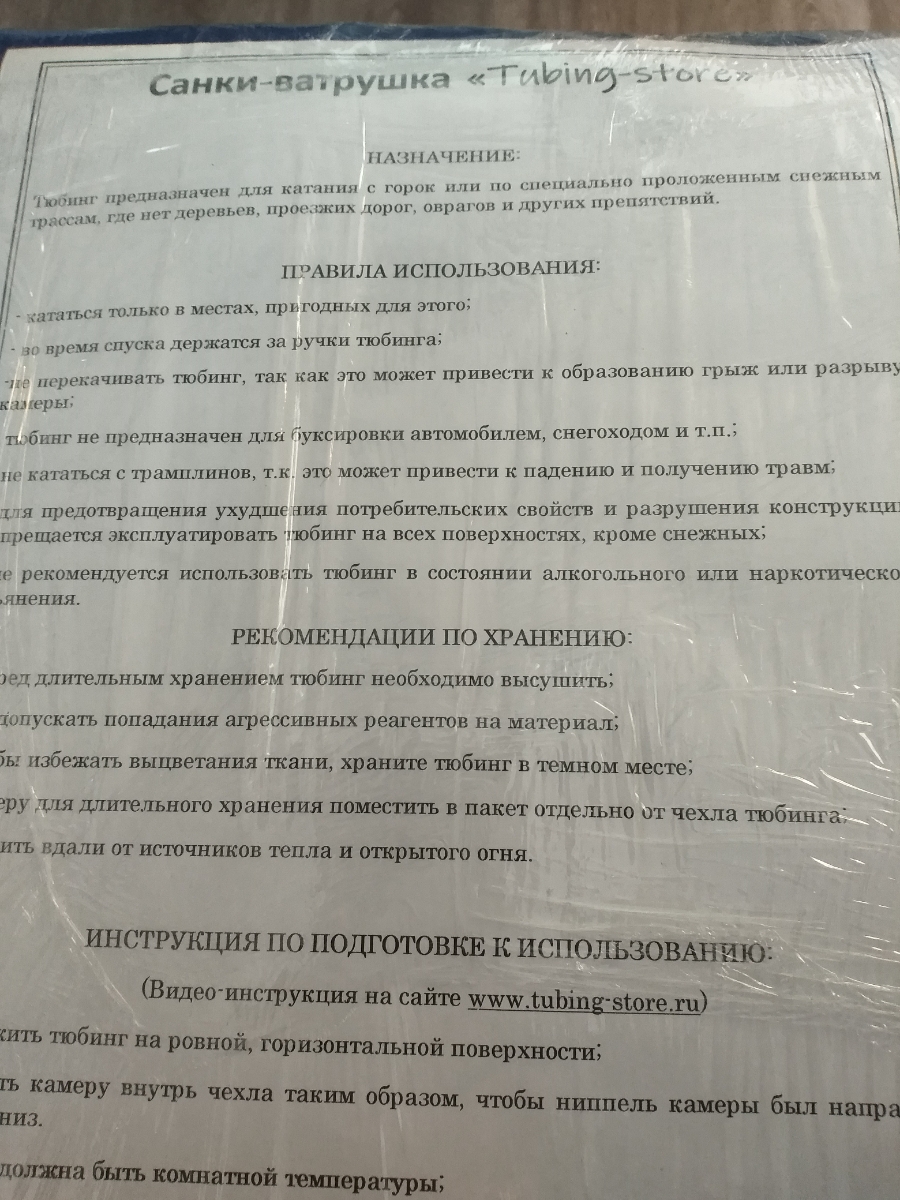 Санки-ватрушка «Tubing-store»
НАЗНАЧЕНИЕ:
Тюбинг предназначен для катания с горок или по специально проложенным снежным
трассам, где нет деревьев, проезжих дорог, оврагов и других препятствий.
ПРАВИЛА ИСПОЛЬЗОВАНИЯ:
- кататься только в местах, пригодных для этого;
- во время спуска держатся за ручки тюбинга;
-не перекачивать тюбинг, так как это может привести к образованию грыж или разрыву
камеры;
тюбинг не предназначен для буксировки автомобилем, снегоходом и т.п.;
не кататься с трамплинов, т.к. это может привести к падению и получению травм;
для предотвращения ухудшения потребительских свойств и разрушения конструкци
прещается эксплуатировать тюбинг на всех поверхностях, кроме снежных;
е рекомендуется использовать тюбинг в состоянии алкогольного или наркотическо
ьянения.
РЕКОМЕНДАЦИИ ПО ХРАНЕНИЮ:
ред длительным хранением тюбинг необходимо высушить;
допускать попадания агрессивных реагентов на материал;
бы избежать выцветания ткани, храните тюбинг в темном месте;
еру для длительного хранения поместить в пакет отдельно от чехла тюбинга;
ить вдали от источников тепла и открытого огня.
ИНСТРУКЦИЯ ПО ПОДГОТОВКЕ К ИСПОЛЬЗОВАНИЮ:
(Видео-инструкция на сайте www.tubing-store.ru)
жить тюбинг на ровной, горизонтальной поверхности;
ть камеру внутрь чехла таким образом, чтобы ниппель камеры был напра
низ.
должна быть комнатной температуры;